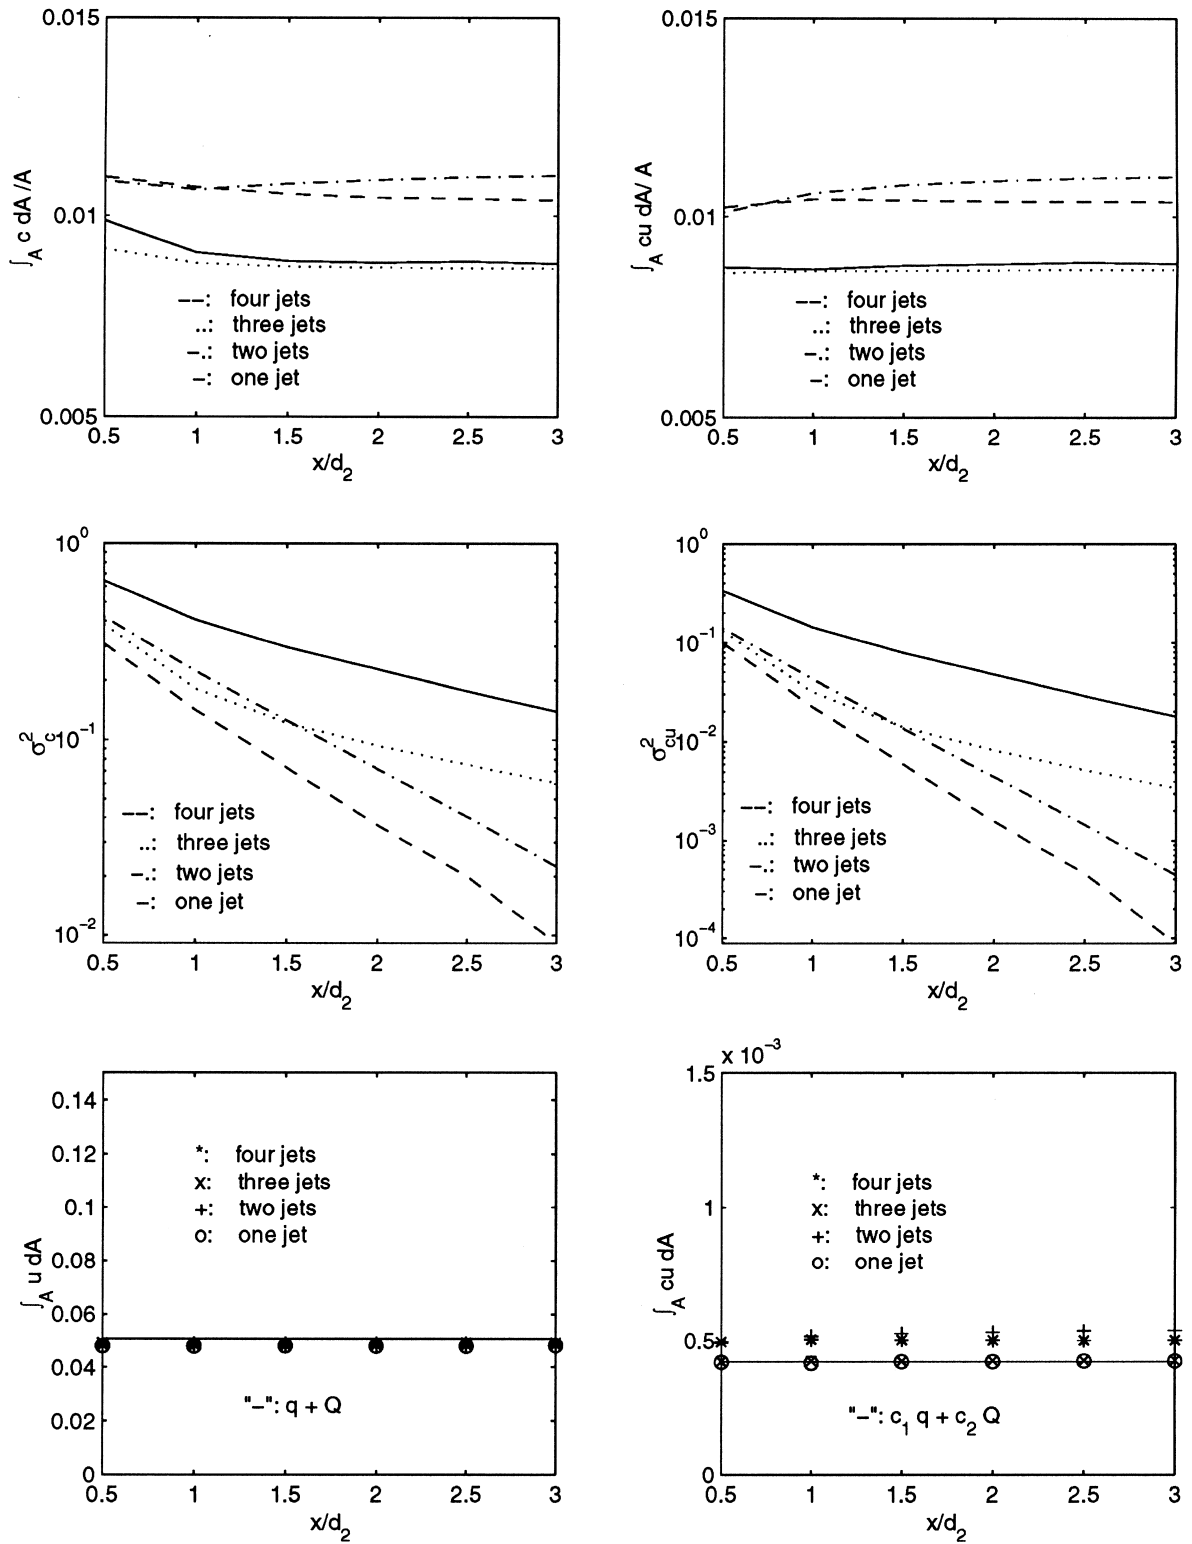 0.015
0.01
0.005
∫A c dA /A
– –: four jets
..: three jets
–.: two jets
–: one jet
0.5 1 1.5 2 2.5 3
x/d2
0.015
0.01
0.005
∫A cu dA/ A
– –: four jets
..: three jets
–.: two jets
–: one jet
0.5 1 1.5 2 2.5 3
x/d2
10^0
10^–1
10^–2
σ²c
– –: four jets
..: three jets
–.: two jets
–: one jet
0.5 1 1.5 2 2.5 3
x/d2
10^0
10^–1
10^–2
10^–3
10^–4
σ²cu
– –: four jets
..: three jets
–.: two jets
–: one jet
0.5 1 1.5 2 2.5 3
x/d2
0.14
0.12
0.1
0.08
0.06
0.04
0.02
0
∫A u dA
*: four jets
x: three jets
+: two jets
o: one jet
"–": q + Q
0.5 1 1.5 2 2.5 3
x/d2
x 10^–3
1.5
1
0.5
0
∫A cu dA
*: four jets
x: three jets
+: two jets
o: one jet
"–": c1 q + c2 Q
0.5 1 1.5 2 2.5 3
x/d2